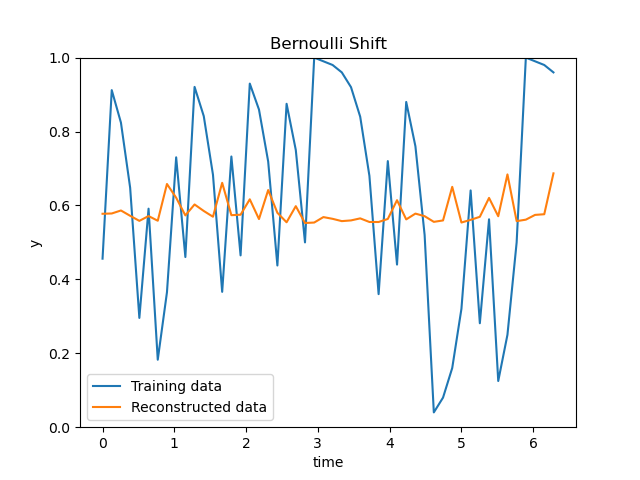 Bernoulli Shift
y
1.0
0.8
0.6
0.4
0.2
0.0
Training data
Reconstructed data
0 1 2 3 4 5 6
time